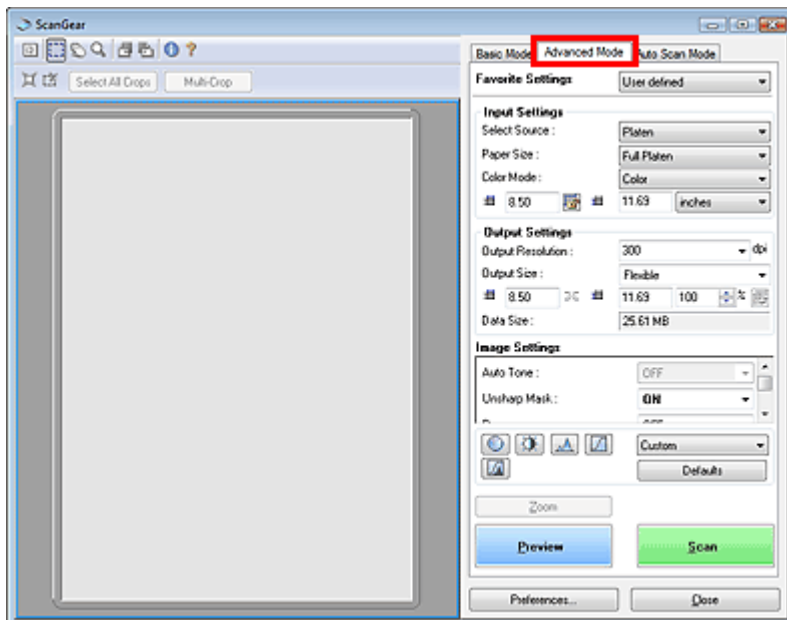 ScanGear
Basic Mode Advanced Mode Auto Scan Mode
Select All Crops Multi-Crop
Favorite Settings User defined
Input Settings
Select Source : Platen
Paper Size : Full Platen
Color Mode : Color
8.50 11.69 inches
Output Settings
Output Resolution : 300 dpi
Output Size : Flexible
8.50 11.69 100 %
Data Size : 25.61 MB
Image Settings
Auto Tone : OFF
Unsharp Mask : ON
Custom
Defaults
Zoom
Preview Scan
Preferences... Close